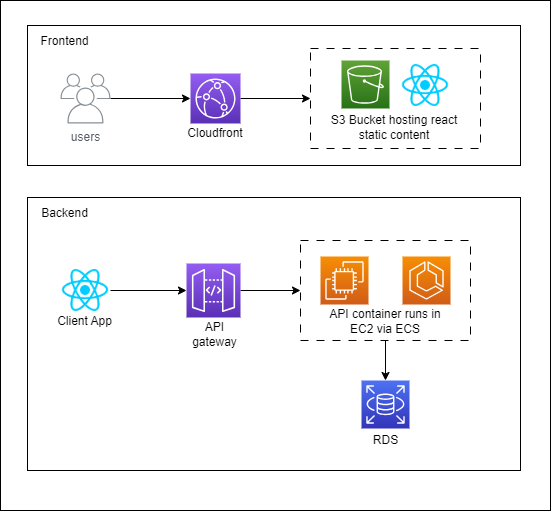 Frontend
users
Cloudfront
S3 Bucket hosting react
static content
Backend
Client App
API
gateway
API container runs in
EC2 via ECS
RDS